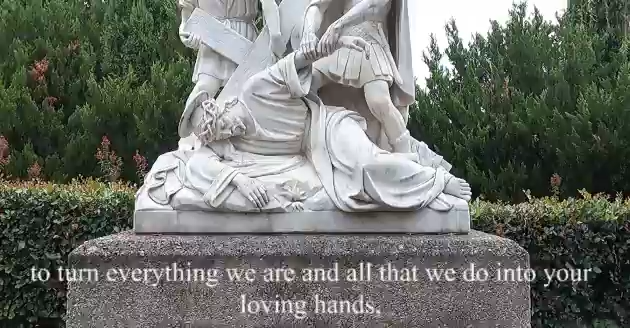 to turn everything we are and all that we do into your
loving hands,